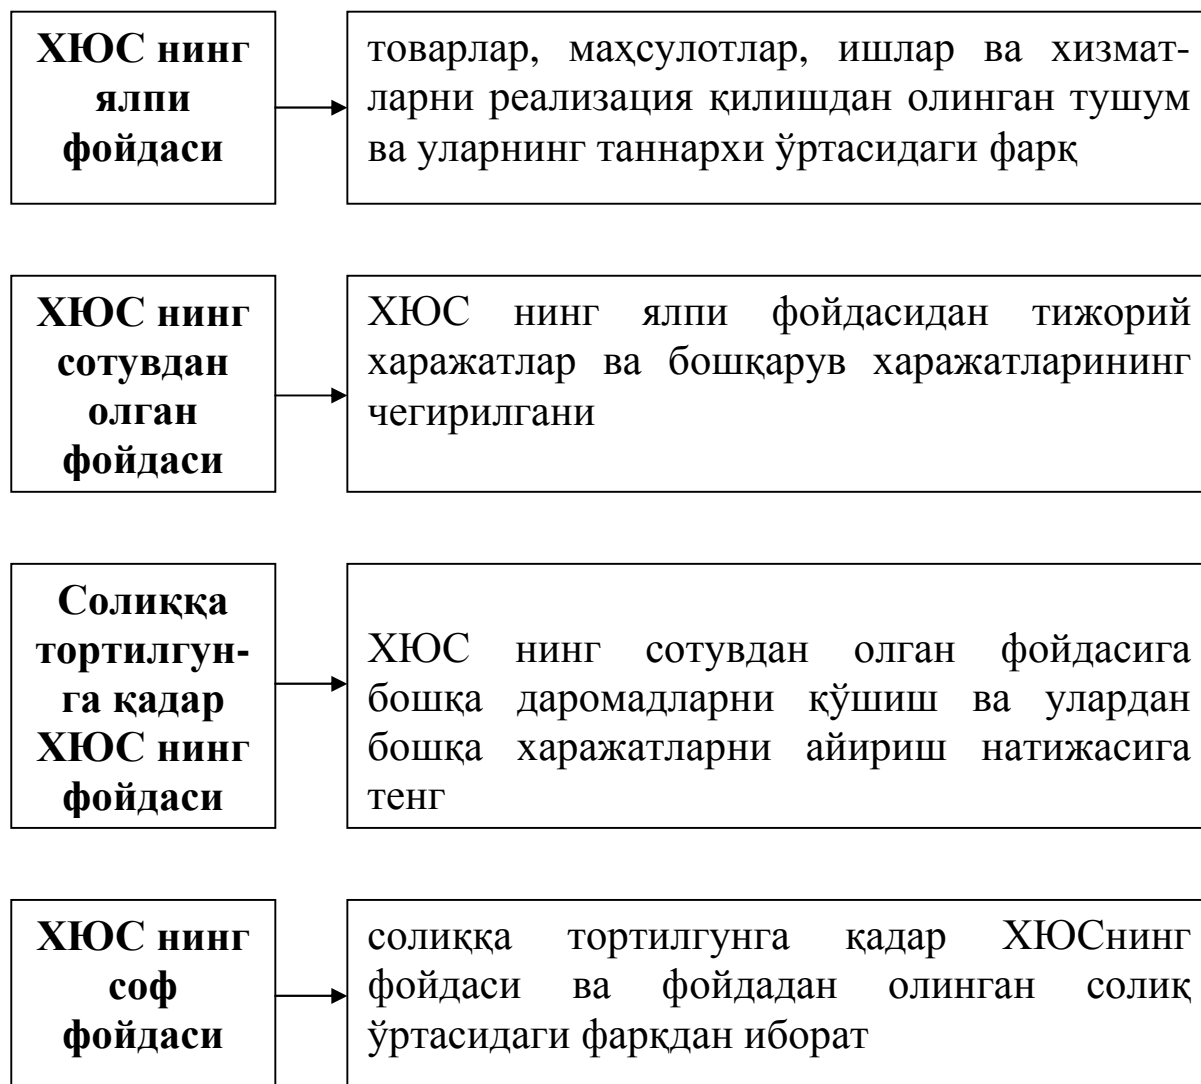 ХЮС нинг
ялпи
фойдаси
товарлар, маҳсулотлар, ишлар ва хизмат-
ларни реализация қилишдан олинган тушум
ва уларнинг таннархи ўртасидаги фарқ
ХЮС нинг
сотувдан
олган
фойдаси
ХЮС нинг ялпи фойдасидан тижорий
харажатлар ва бошқарув харажатларининг
чегирилгани
Солиққа
тортилгун-
га қадар
ХЮС нинг
фойдаси
ХЮС нинг сотувдан олган фойдасига
бошқа даромадларни қўшиш ва улардан
бошқа харажатларни айириш натижасига
тенг
ХЮС нинг
соф
фойдаси
солиққа тортилгунга қадар ХЮСнинг
фойдаси ва фойдадан олинган солиқ
ўртасидаги фарқдан иборат